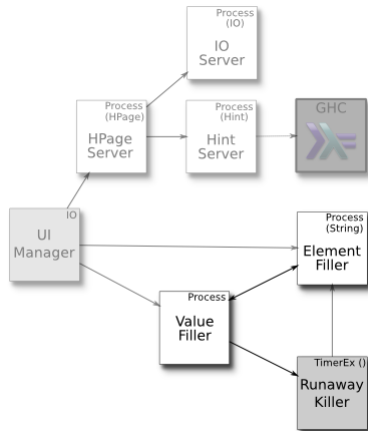 Process
(IO)
IO
Server
Process
(HPage)
HPage
Server
Process
(Hint)
Hint
Server
GHC
IO
UI
Manager
Process
(String)
Element
Filler
Process
Value
Filler
TimerEx ()
Runaway
Killer